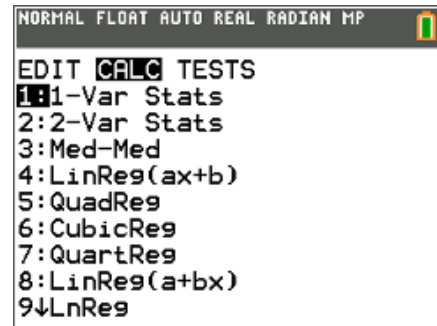 NORMAL FLOAT AUTO REAL RADIAN MP
EDIT CALC TESTS
1:1-Var Stats
2:2-Var Stats
3:Med-Med
4:LinReg(ax+b)
5:QuadReg
6:CubicReg
7:QuartReg
8:LinReg(a+bx)
9↓LnReg